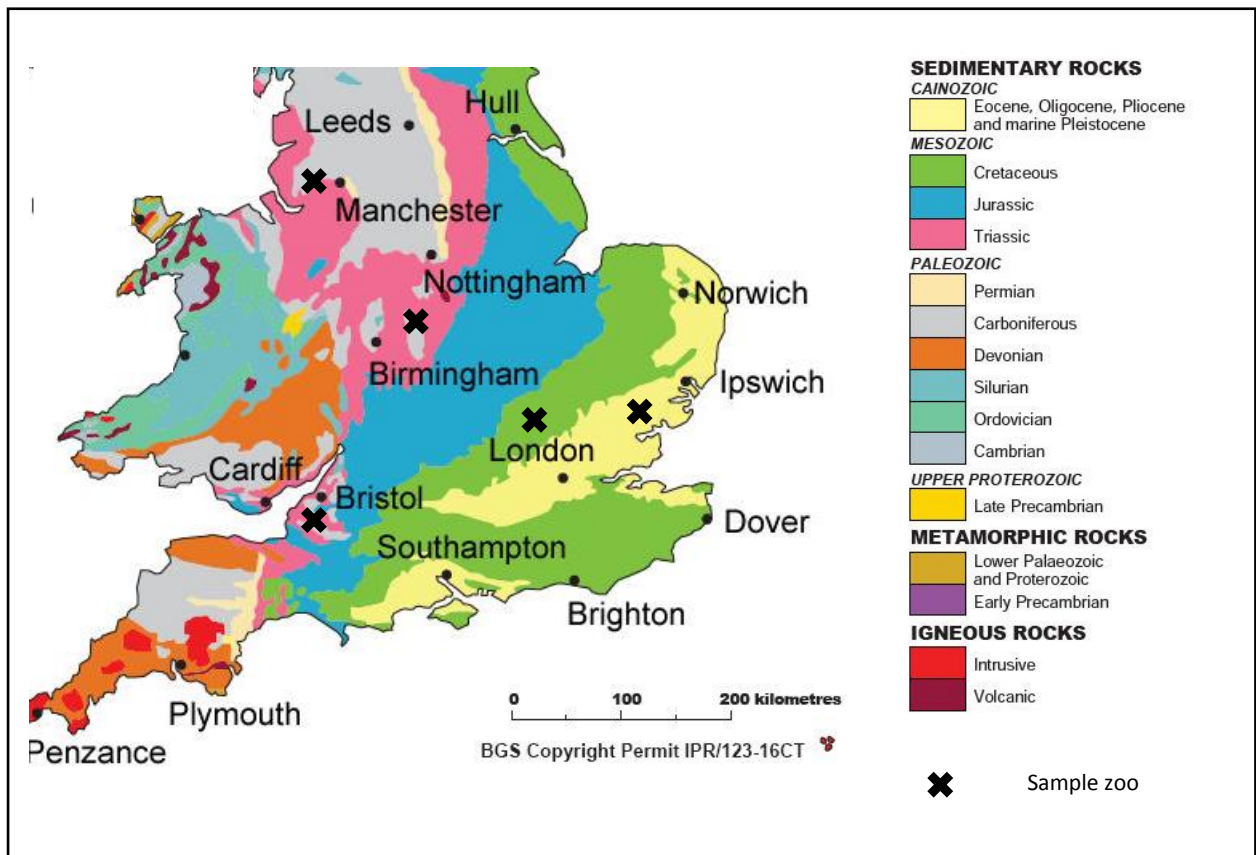 Hull
Leeds
Manchester
Nottingham
Norwich
Birmingham
Ipswich
London
Cardiff
Bristol
Dover
Southampton
Brighton
Plymouth
Penzance
0 100 200 kilometres
BGS Copyright Permit IPR/123-16CT
SEDIMENTARY ROCKS
CAINOZOIC
Eocene, Oligocene, Pliocene
and marine Pleistocene
MESOZOIC
Cretaceous
Jurassic
Triassic
PALEOZOIC
Permian
Carboniferous
Devonian
Silurian
Ordovician
Cambrian
UPPER PROTEROZOIC
Late Precambrian
METAMORPHIC ROCKS
Lower Palaeozoic
and Proterozoic
Early Precambrian
IGNEOUS ROCKS
Intrusive
Volcanic
Sample zoo